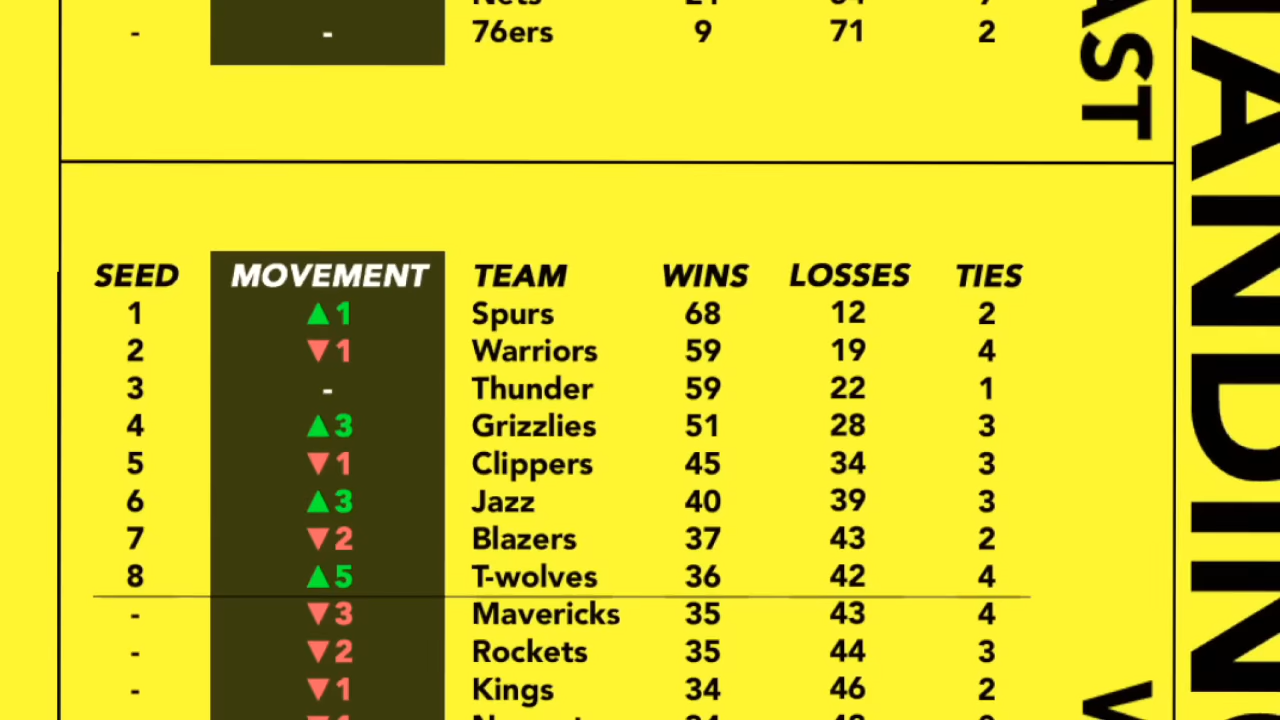 - - 76ers 9 71 2
SEED MOVEMENT TEAM WINS LOSSES TIES
1 ▲1 Spurs 68 12 2
2 ▼1 Warriors 59 19 4
3 - Thunder 59 22 1
4 ▲3 Grizzlies 51 28 3
5 ▼1 Clippers 45 34 3
6 ▲3 Jazz 40 39 3
7 ▼2 Blazers 37 43 2
8 ▲5 T-wolves 36 42 4
- ▼3 Mavericks 35 43 4
- ▼2 Rockets 35 44 3
- ▼1 Kings 34 46 2
AST
ANDIN